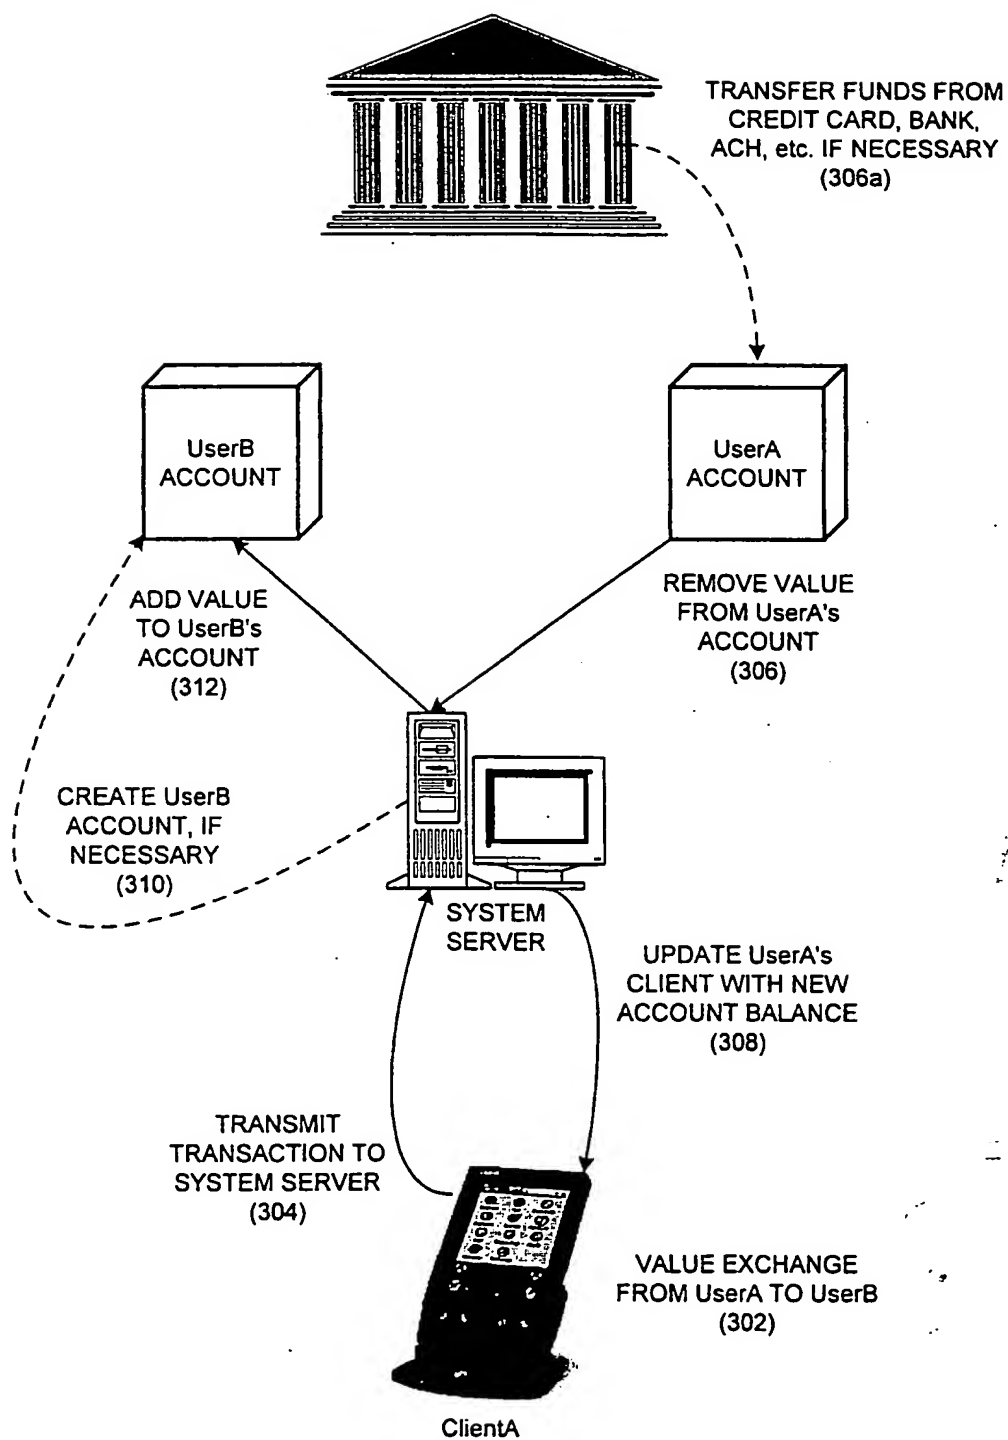 TRANSFER FUNDS FROM
CREDIT CARD, BANK,
ACH, etc. IF NECESSARY
(306a)
UserB
ACCOUNT
UserA
ACCOUNT
ADD VALUE
TO UserB's
ACCOUNT
(312)
REMOVE VALUE
FROM UserA's
ACCOUNT
(306)
CREATE UserB
ACCOUNT, IF
NECESSARY
(310)
SYSTEM
SERVER
UPDATE UserA's
CLIENT WITH NEW
ACCOUNT BALANCE
(308)
TRANSMIT
TRANSACTION TO
SYSTEM SERVER
(304)
VALUE EXCHANGE
FROM UserA TO UserB
(302)
ClientA